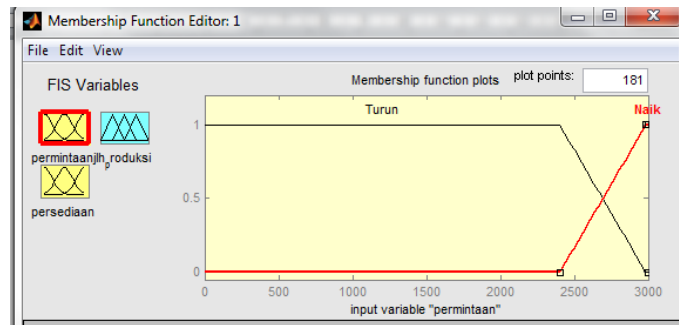 Membership Function Editor: 1
File Edit View
FIS Variables
Membership function plots plot points: 181
permintaan jlh_produksi
persediaan
Turun
Naik
1
0.5
0
0 500 1000 1500 2000 2500 3000
input variable "permintaan"